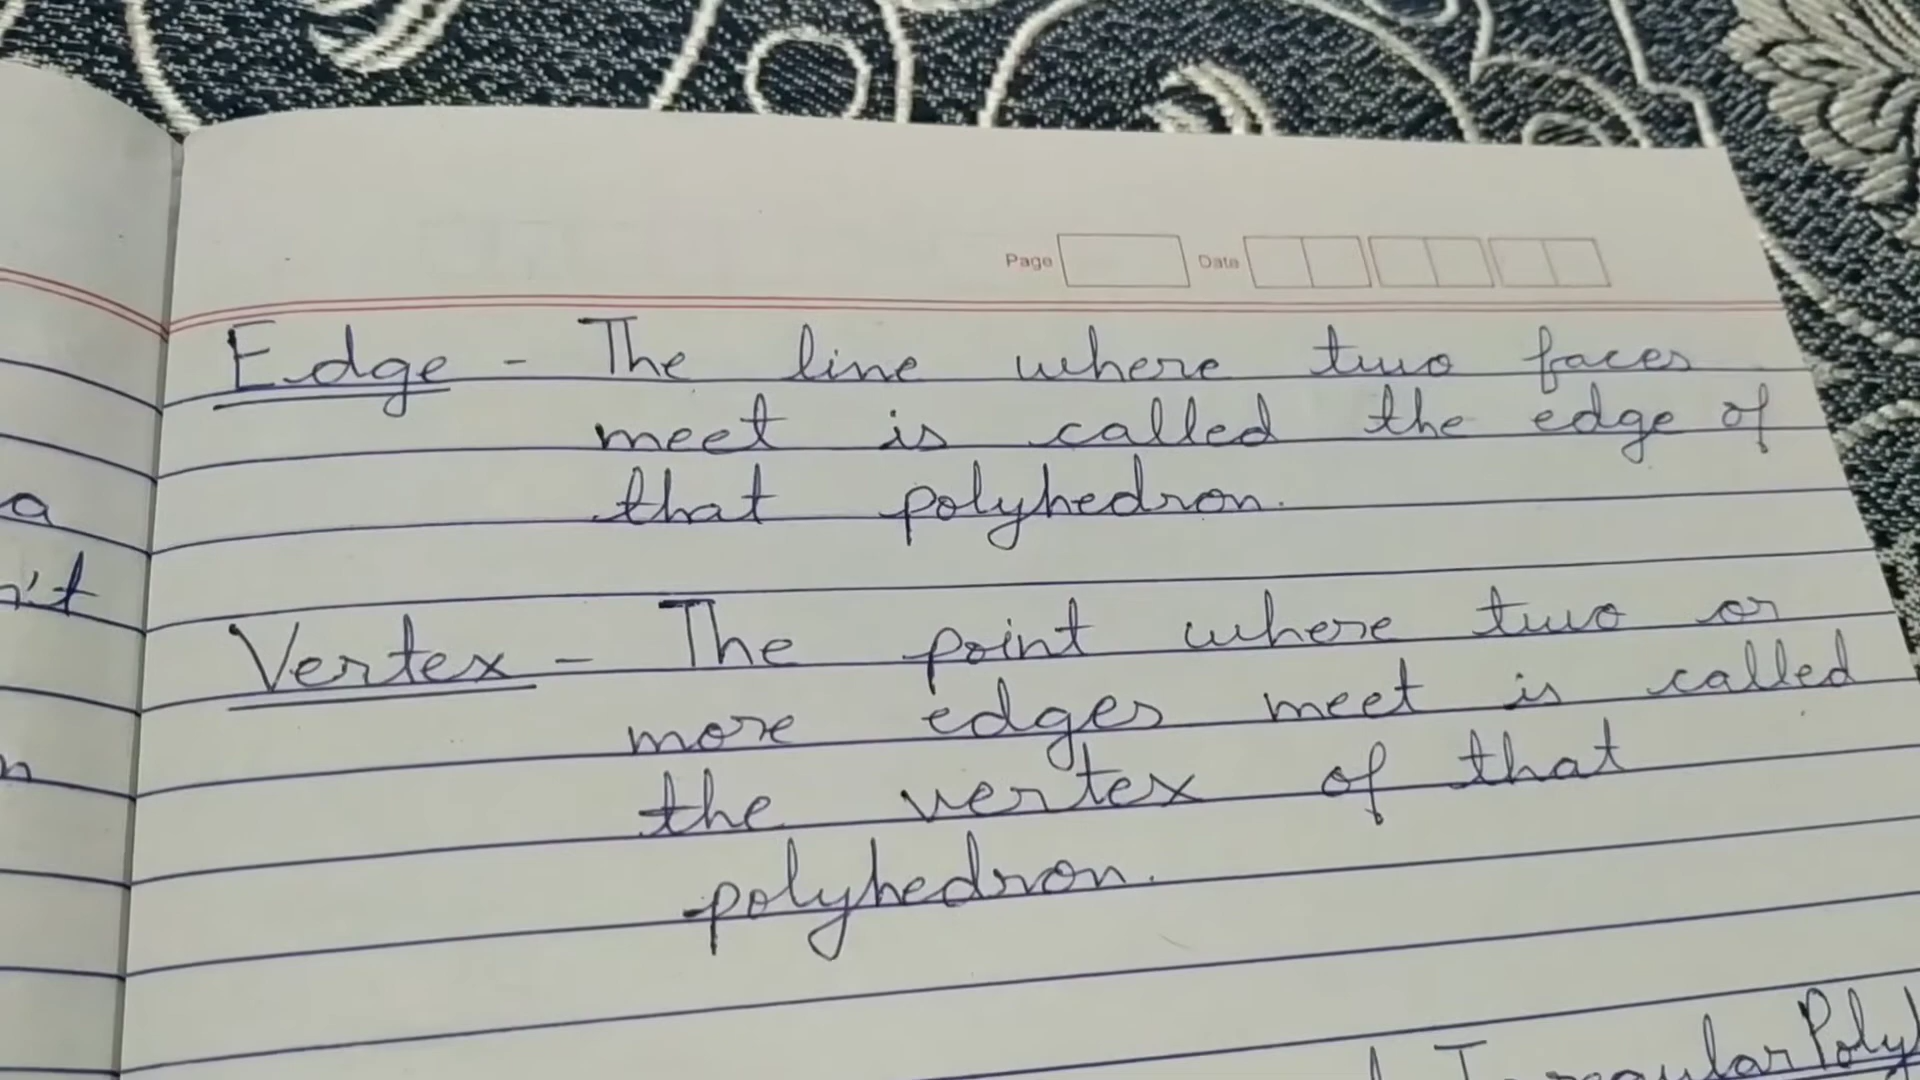 Page Date
Edge - The line where two faces
meet is called the edge of
that polyhedron.
Vertex - The point where two or
more edges meet is called
the vertex of that
polyhedron.
a
n't
n